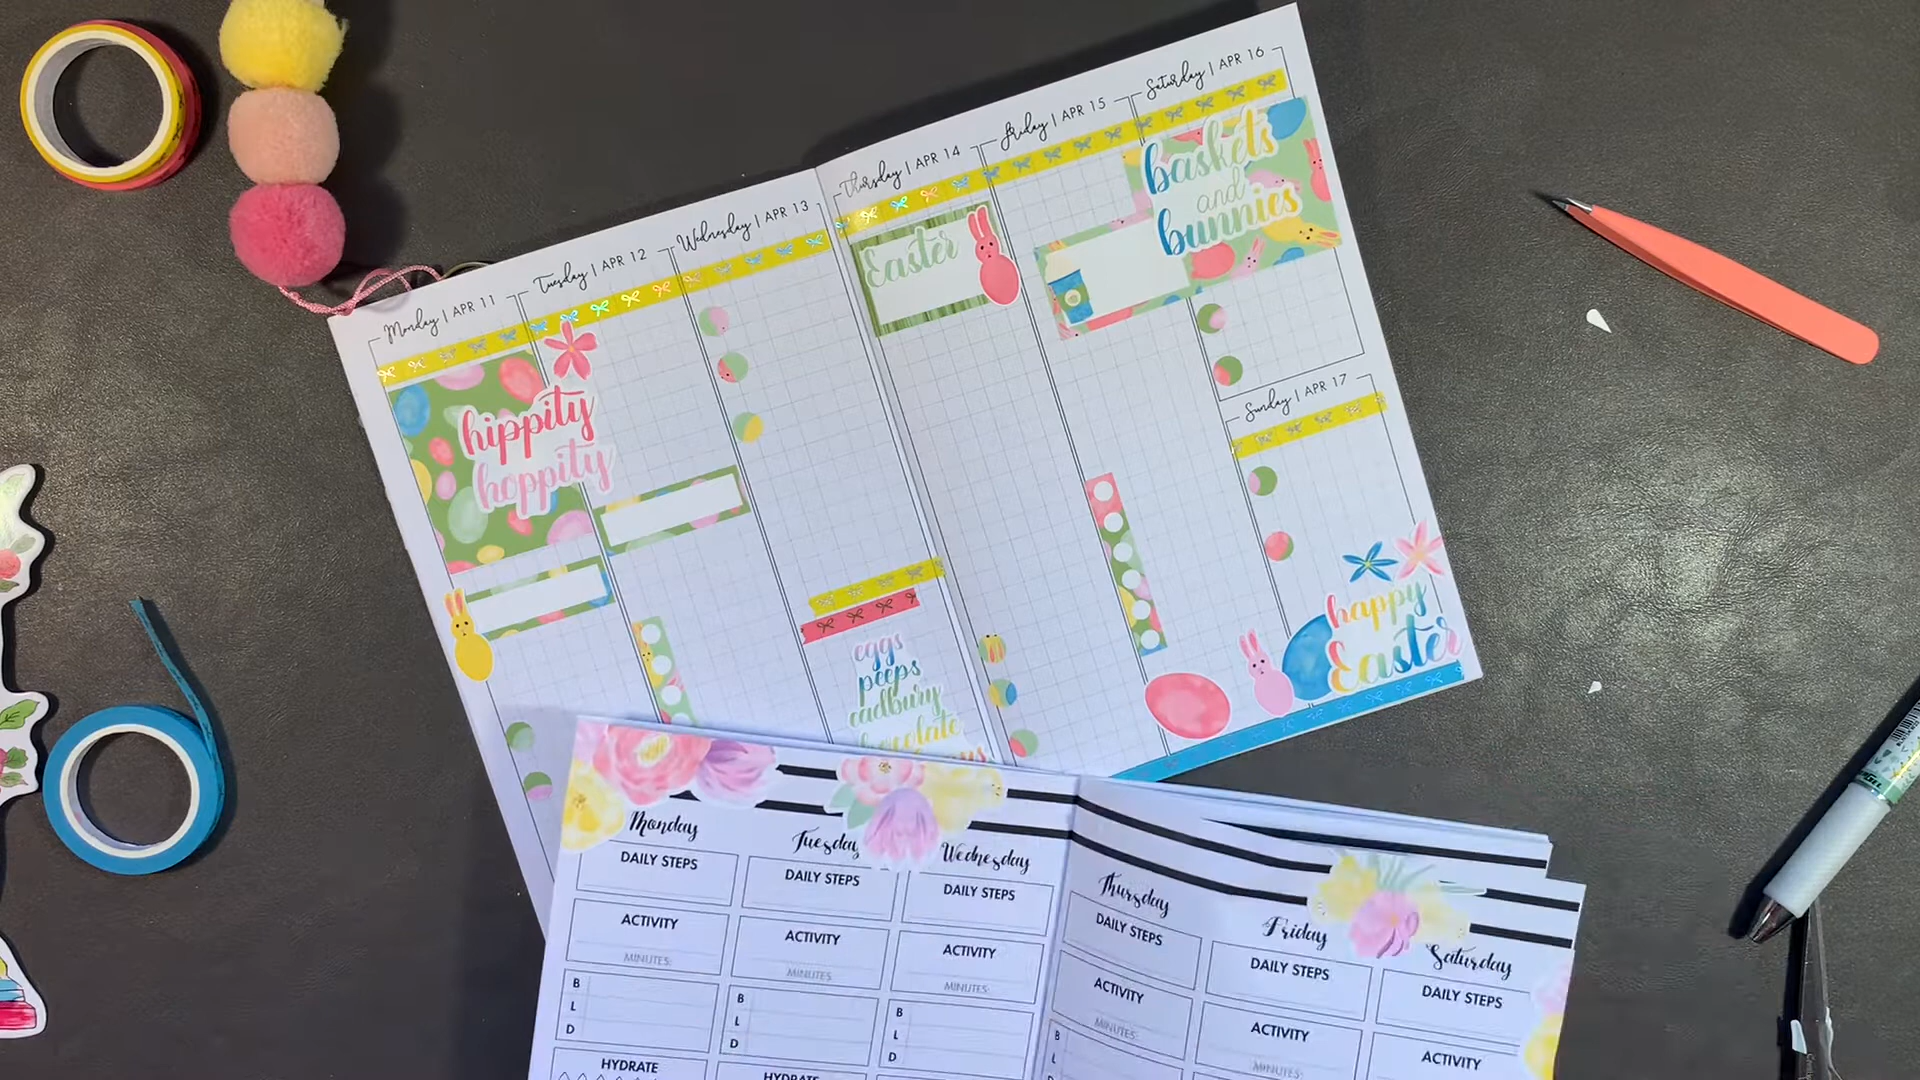 Monday | APR 11
Tuesday | APR 12
Wednesday | APR 13
Thursday | APR 14
Friday | APR 15
Saturday | APR 16
hippity
hoppity
Easter
baskets
and
bunnies
Sunday | APR 17
eggs
peeps
cadbury
happy
Easter
Monday
DAILY STEPS
ACTIVITY
MINUTES:
B
L
D
HYDRATE
Tuesday
DAILY STEPS
ACTIVITY
MINUTES:
B
L
D
HYDRATE
Wednesday
DAILY STEPS
ACTIVITY
MINUTES:
B
L
D
Thursday
DAILY STEPS
ACTIVITY
MINUTES:
B
L
D
Friday
DAILY STEPS
ACTIVITY
MINUTES:
Saturday
DAILY STEPS
ACTIVITY